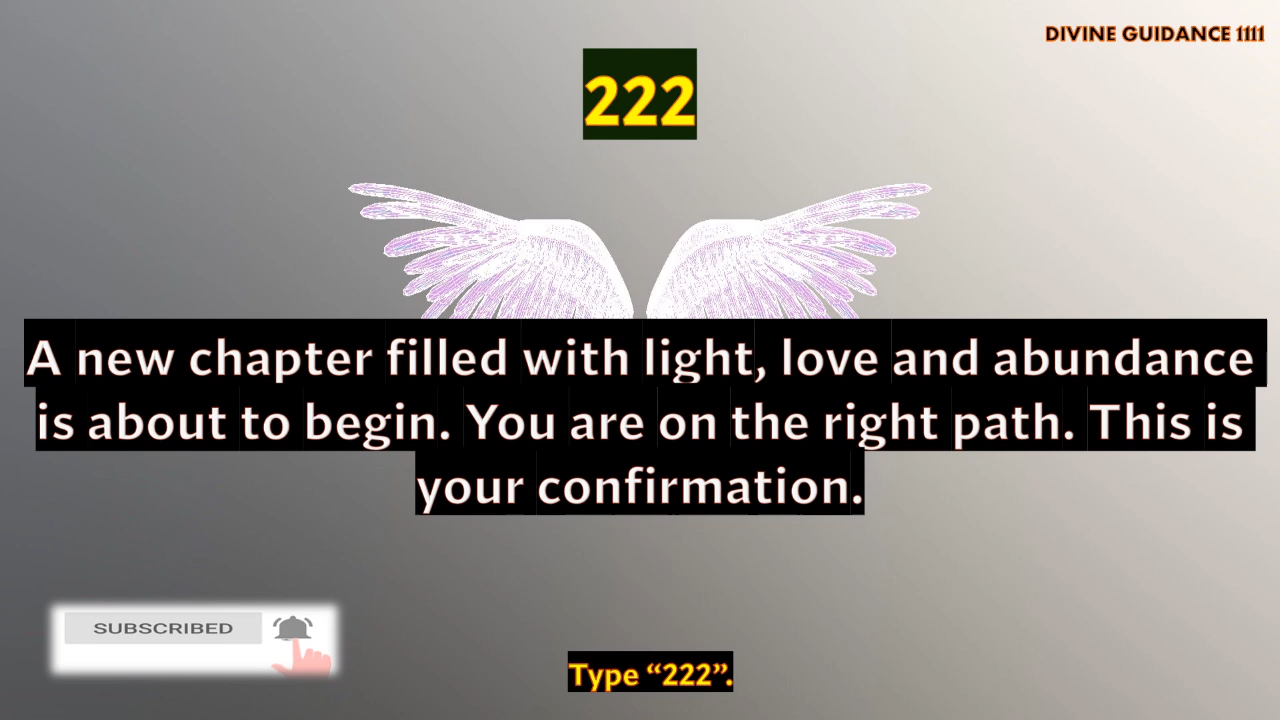 DIVINE GUIDANCE 1111
222
A new chapter filled with light, love and abundance
is about to begin. You are on the right path. This is
your confirmation.
SUBSCRIBED
Type “222”.